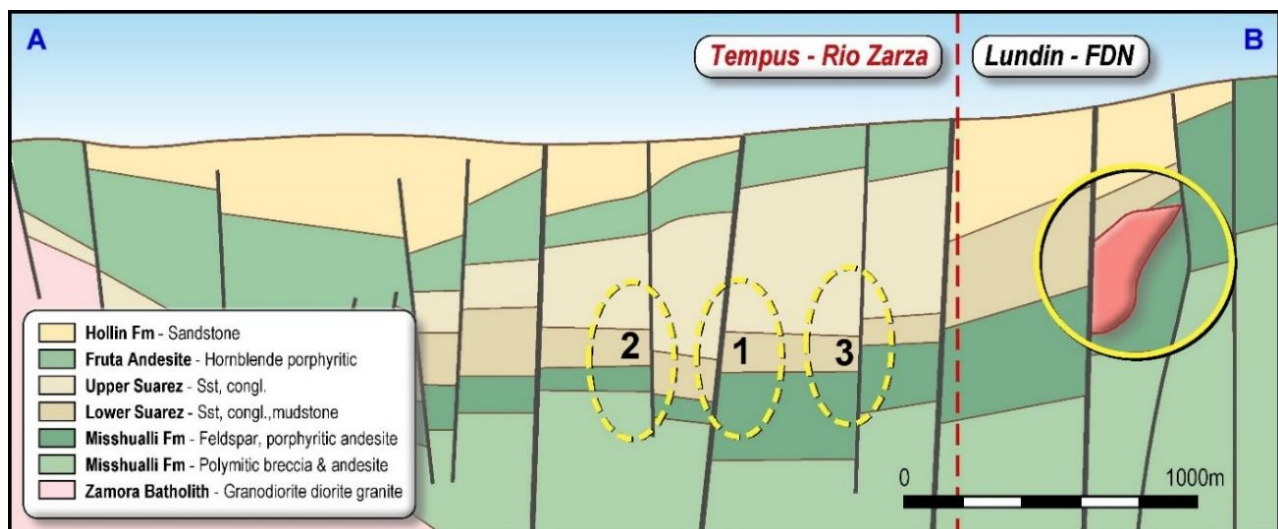 A
Tempus - Rio Zarza
Lundin - FDN
B
2
1
3
Hollin Fm - Sandstone
Fruta Andesite - Hornblende porphyritic
Upper Suarez - Sst, congl.
Lower Suarez - Sst, congl.,mudstone
Misshualli Fm - Feldspar, porphyritic andesite
Misshualli Fm - Polymitic breccia & andesite
Zamora Batholith - Granodiorite diorite granite
0
1000m